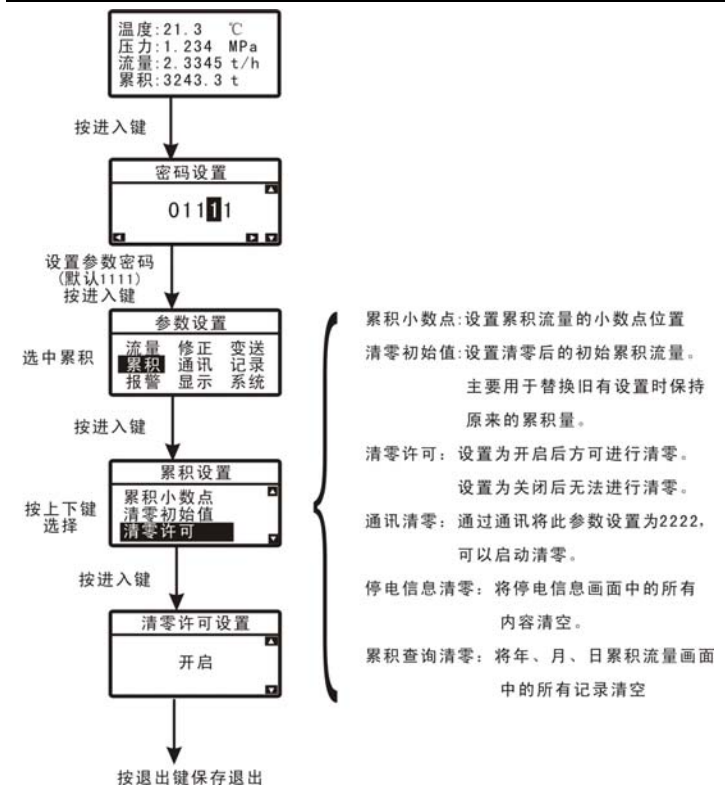 温度:21.3 ℃
压力:1.234 MPa
流量:2.3345 t/h
累积:3243.3 t
按进入键
密码设置
01111
设置参数密码
(默认1111)
按进入键
参数设置
流量 修正 变送
选中累积
累积 通讯 记录
报警 显示 系统
按进入键
累积设置
累积小数点
清零初始值
清零许可
按上下键
选择
按进入键
清零许可设置
开启
按退出键保存退出
累积小数点:设置累积流量的小数点位置
清零初始值:设置清零后的初始累积流量。
主要用于替换旧有设置时保持
原来的累积量。
清零许可：设置为开启后方可进行清零。
设置为关闭后无法进行清零。
通讯清零：通过通讯将此参数设置为2222，
可以启动清零。
停电信息清零：将停电信息画面中的所有
内容清空。
累积查询清零：将年、月、日累积流量画面
中的所有记录清空